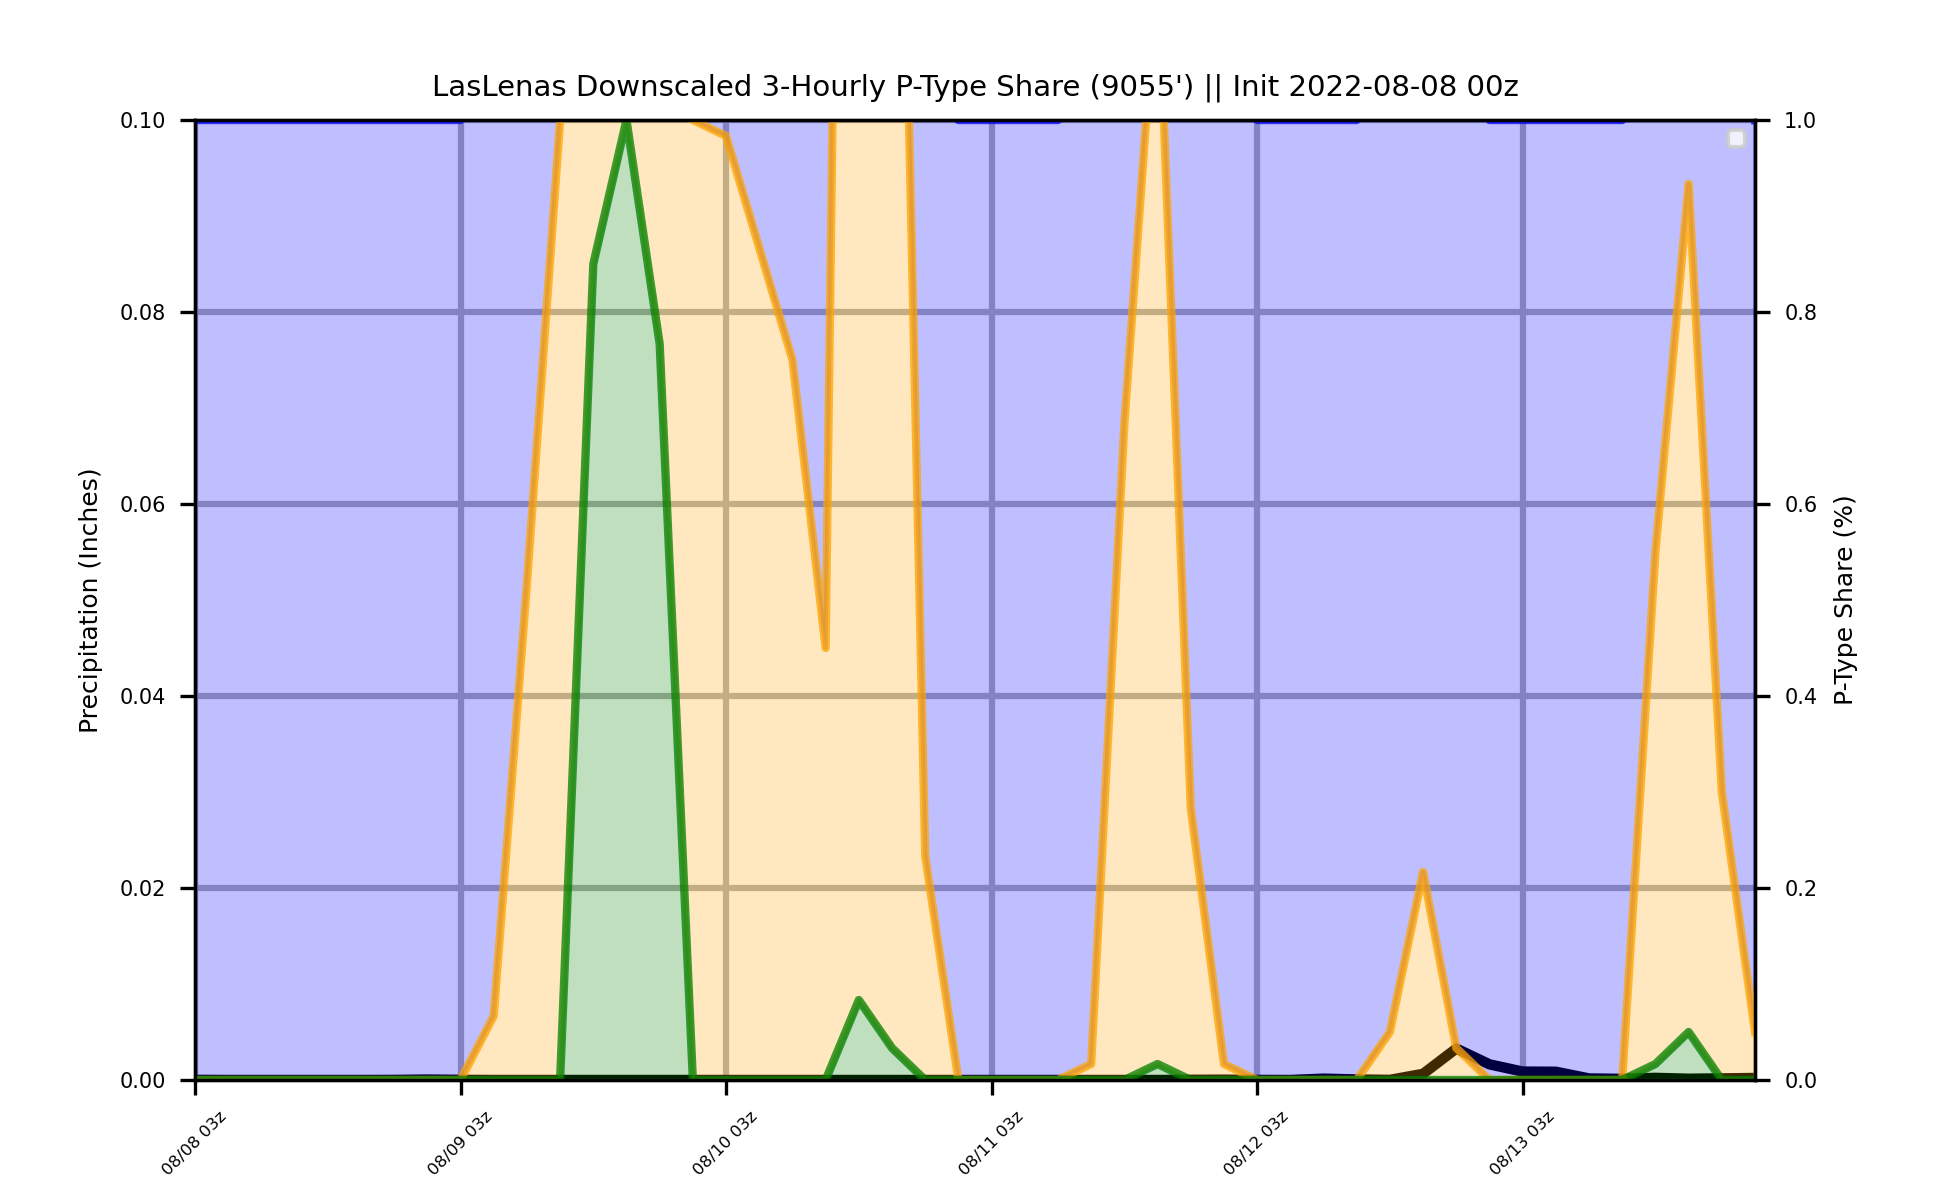 LasLenas Downscaled 3-Hourly P-Type Share (9055') || Init 2022-08-08 00z
0.10
0.08
0.06
0.04
0.02
0.00
Precipitation (Inches)
1.0
0.8
0.6
0.4
0.2
0.0
P-Type Share (%)
08/08 03z
08/09 03z
08/10 03z
08/11 03z
08/12 03z
08/13 03z